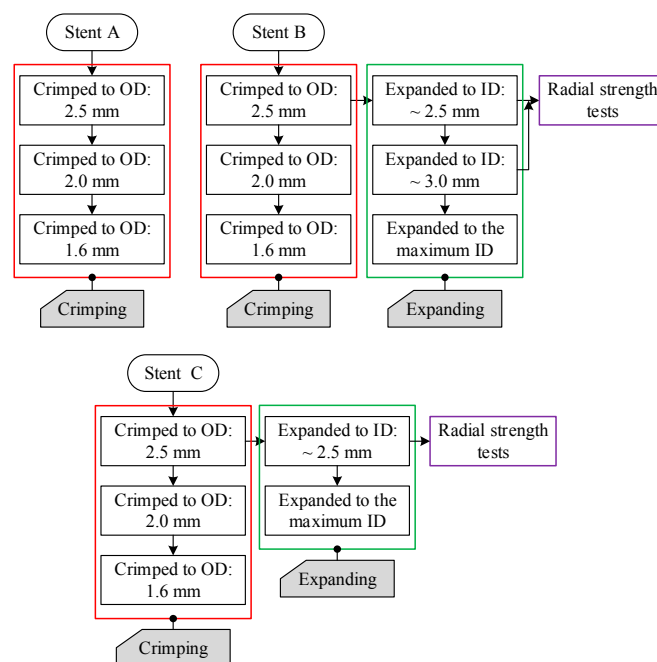 Stent A
Crimped to OD:
2.5 mm
Crimped to OD:
2.0 mm
Crimped to OD:
1.6 mm
Crimping
Stent B
Crimped to OD:
2.5 mm
Crimped to OD:
2.0 mm
Crimped to OD:
1.6 mm
Crimping
Expanded to ID:
~ 2.5 mm
Expanded to ID:
~ 3.0 mm
Expanded to the
maximum ID
Expanding
Radial strength
tests
Stent C
Crimped to OD:
2.5 mm
Crimped to OD:
2.0 mm
Crimped to OD:
1.6 mm
Crimping
Expanded to ID:
~ 2.5 mm
Expanded to the
maximum ID
Expanding
Radial strength
tests